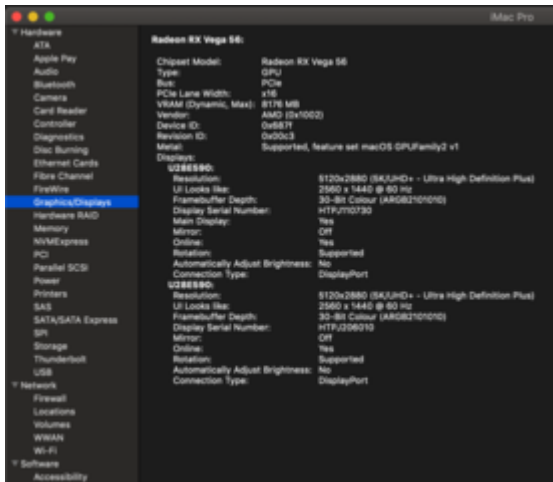 iMac Pro
Hardware
ATA
Apple Pay
Audio
Bluetooth
Camera
Card Reader
Controller
Diagnostics
Disc Burning
Ethernet Cards
Fibre Channel
FireWire
Graphics/Displays
Hardware RAID
Memory
NVMExpress
PCI
Parallel SCSI
Power
Printers
SAS
SATA/SATA Express
SPI
Storage
Thunderbolt
USB
Network
Firewall
Locations
Volumes
WWAN
Wi-Fi
Software
Accessibility
Radeon RX Vega 56:
Chipset Model: Radeon RX Vega 56
Type: GPU
Bus: PCIe
PCIe Lane Width: x16
VRAM (Dynamic, Max): 8176 MB
Vendor: AMD (0x1002)
Device ID: 0x687f
Revision ID: 0x00c3
Metal: Supported, feature set macOS GPUFamily2 v1
Displays:
U28E590:
Resolution: 5120x2880 (5K/UHD+ - Ultra High Definition Plus)
UI Looks like: 2560 x 1440 @ 60 Hz
Framebuffer Depth: 30-Bit Colour (ARGB2101010)
Display Serial Number: HTPJ110730
Main Display: Yes
Mirror: Off
Online: Yes
Rotation: Supported
Automatically Adjust Brightness: No
Connection Type: DisplayPort
U28E590:
Resolution: 5120x2880 (5K/UHD+ - Ultra High Definition Plus)
UI Looks like: 2560 x 1440 @ 60 Hz
Framebuffer Depth: 30-Bit Colour (ARGB2101010)
Display Serial Number: HTPJ206010
Mirror: Off
Online: Yes
Rotation: Supported
Automatically Adjust Brightness: No
Connection Type: DisplayPort